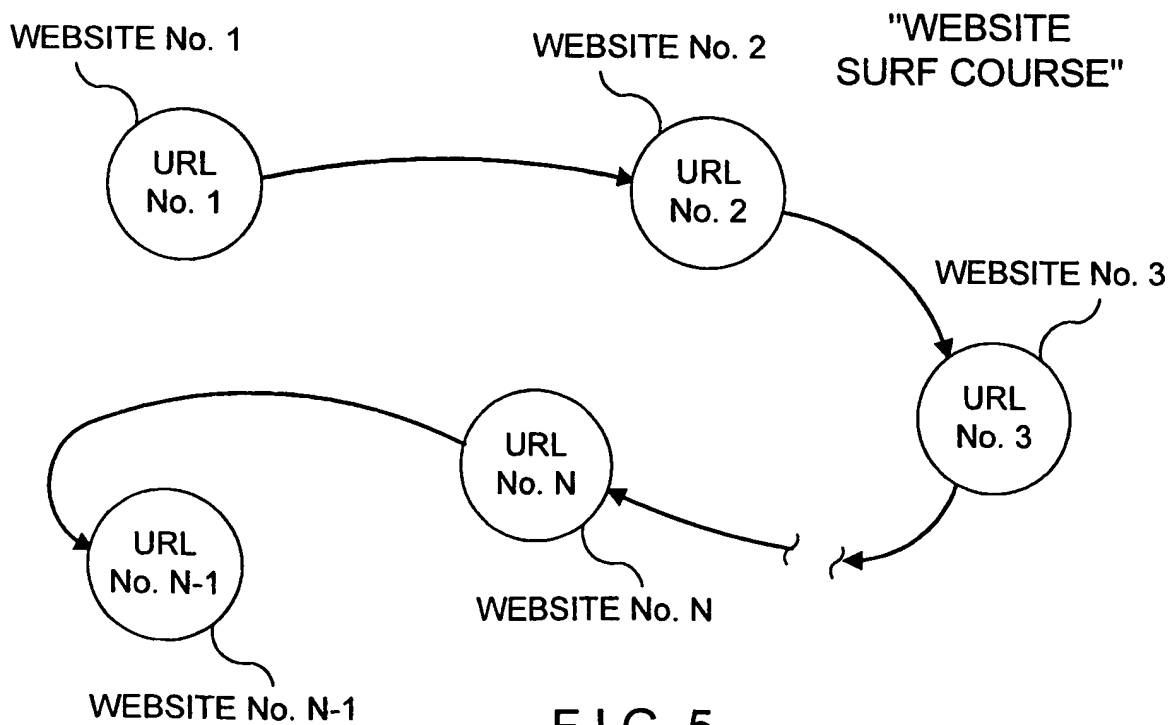 WEBSITE No. 1
WEBSITE No. 2
"WEBSITE
SURF COURSE"
URL
No. 1
URL
No. 2
WEBSITE No. 3
URL
No. 3
URL
No. N
WEBSITE No. N
URL
No. N-1
WEBSITE No. N-1
FIG. 5